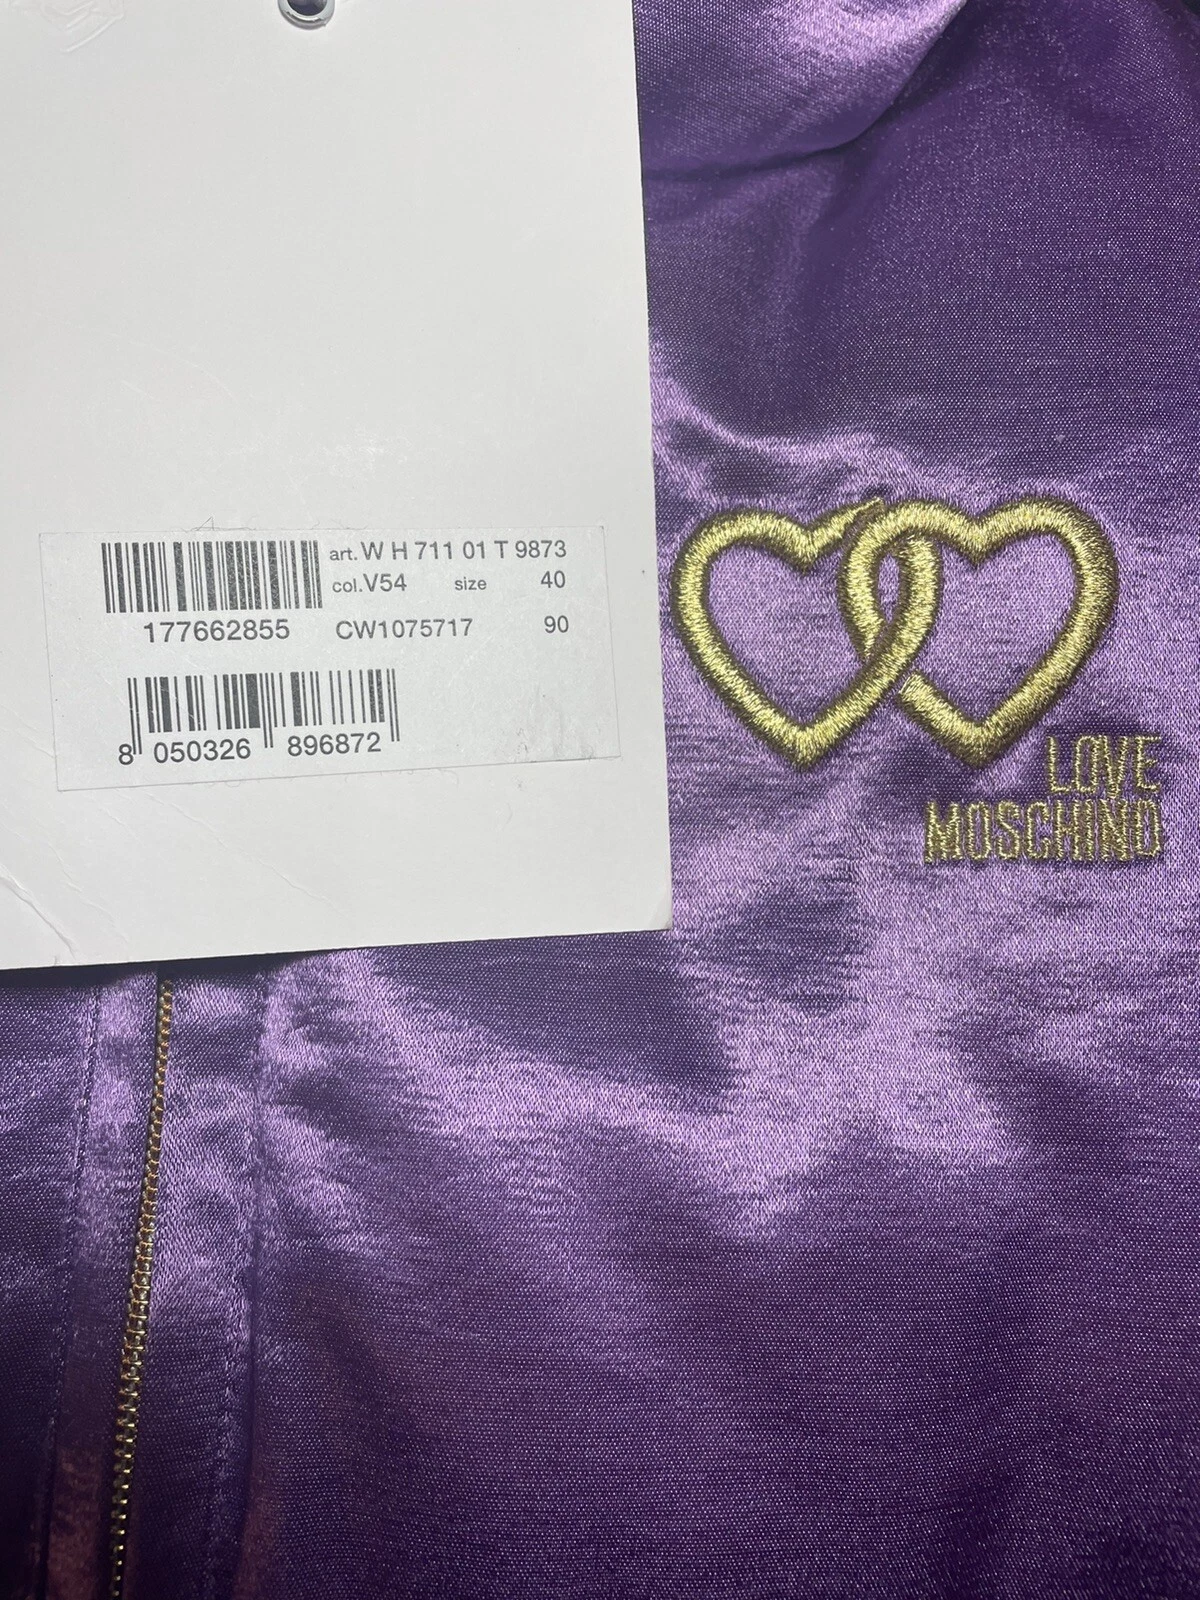 art. W H 711 01 T 9873
col. V54 size 40
177662855 CW1075717 90
8 050326 896872
LOVE
MOSCHINO